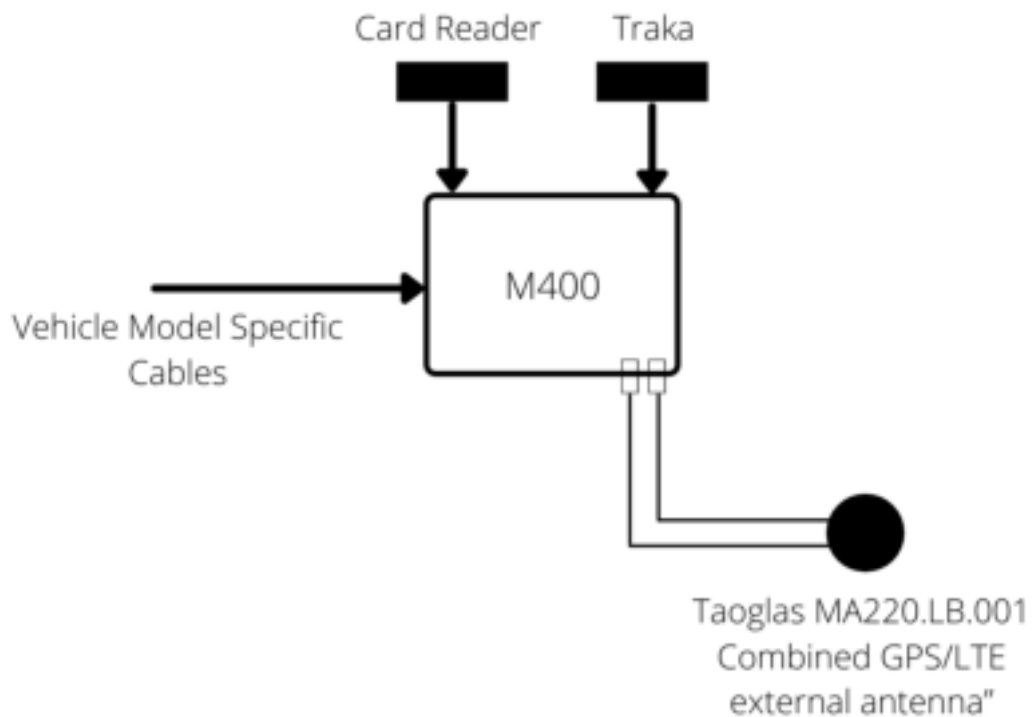 Card Reader
Traka
M400
Vehicle Model Specific
Cables
Taoglas MA220.LB.001
Combined GPS/LTE
external antenna”